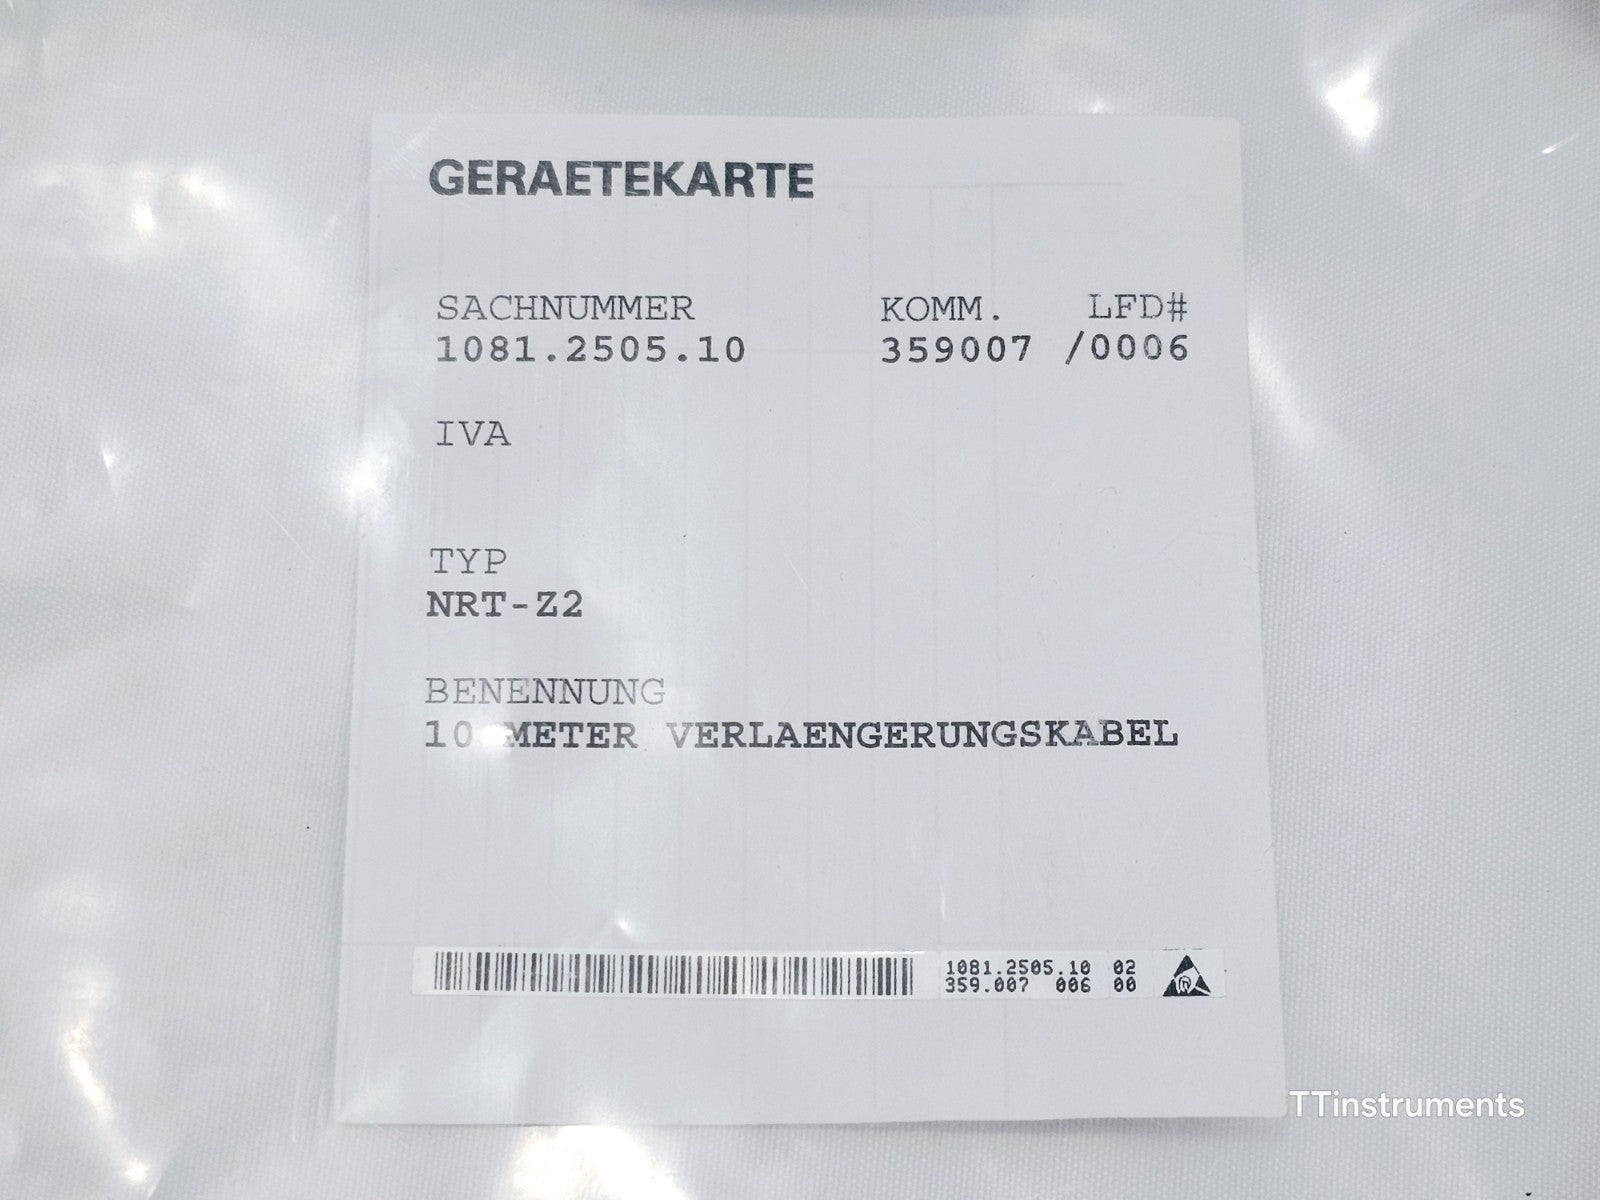 GERAETEKARTE
SACHNUMMER KOMM. LFD#
1081.2505.10 359007 /0006
IVA
TYP
NRT-Z2
BENENNUNG
10 METER VERLAENGERUNGSKABEL
1081.2505.10 02
359.007 006 00
TTinstruments